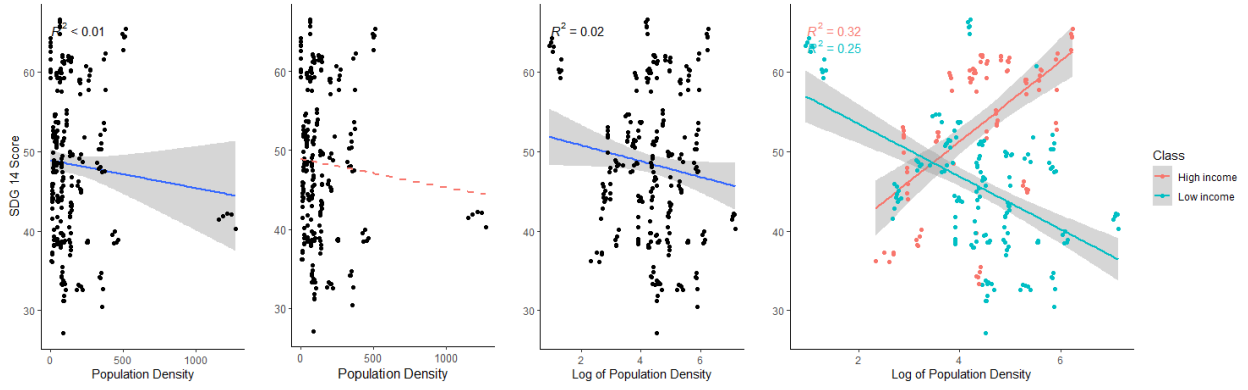 SDG 14 Score
60
50
40
30
R² < 0.01
0
500
1000
Population Density
60
50
40
30
0
500
1000
Population Density
60
50
40
30
R² = 0.02
2
4
6
Log of Population Density
60
50
40
30
R² = 0.32
R² = 0.25
2
4
6
Log of Population Density
Class
High income
Low income